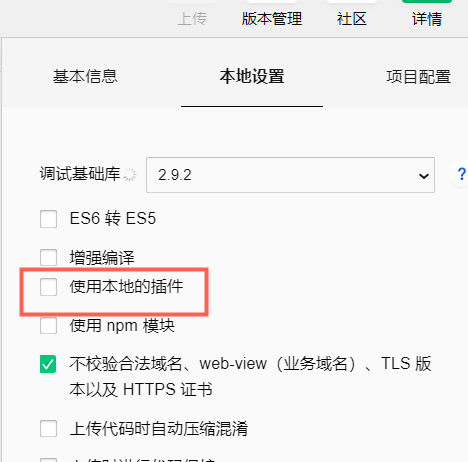 上传 版本管理 社区 详情
基本信息 本地设置 项目配置
调试基础库 2.9.2 ?
ES6 转 ES5
增强编译
使用本地的插件
使用 npm 模块
不校验合法域名、web-view（业务域名）、TLS 版
本以及 HTTPS 证书
上传代码时自动压缩混淆